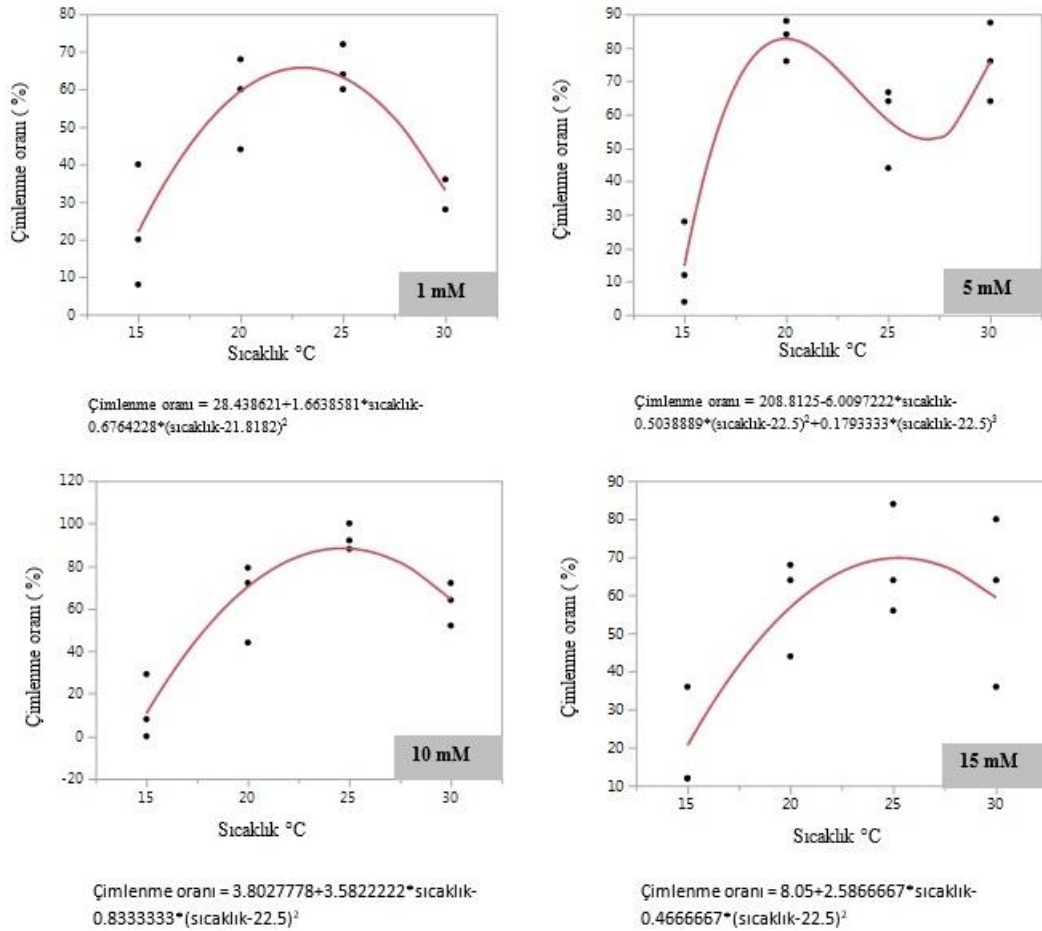 Çimlenme oranı ( %)
80
70
60
50
40
30
20
10
0
15 20 25 30
Sıcaklık °C
1 mM
Çimlenme oranı = 28.438621+1.6638581*sıcaklık-
0.6764228*(sıcaklık-21.8182)²
Çimlenme oranı ( %)
90
80
70
60
50
40
30
20
10
0
15 20 25 30
Sıcaklık °C
5 mM
Çimlenme oranı = 208.8125-6.0097222*sıcaklık-
0.5038889*(sıcaklık-22.5)²+0.1793333*(sıcaklık-22.5)³
Çimlenme oranı ( %)
120
100
80
60
40
20
0
-20
15 20 25 30
Sıcaklık °C
10 mM
Çimlenme oranı = 3.8027778+3.5822222*sıcaklık-
0.8333333*(sıcaklık-22.5)²
Çimlenme oranı ( %)
90
80
70
60
50
40
30
20
10
15 20 25 30
Sıcaklık °C
15 mM
Çimlenme oranı = 8.05+2.5866667*sıcaklık-
0.4666667*(sıcaklık-22.5)²